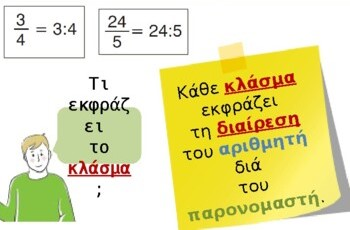 3/4 = 3:4
24/5 = 24:5
Τι
εκφράζ
ει
το
κλάσμα
;
Κάθε κλάσμα
εκφράζει
τη διαίρεση
του αριθμητή
διά
του
παρονομαστή.